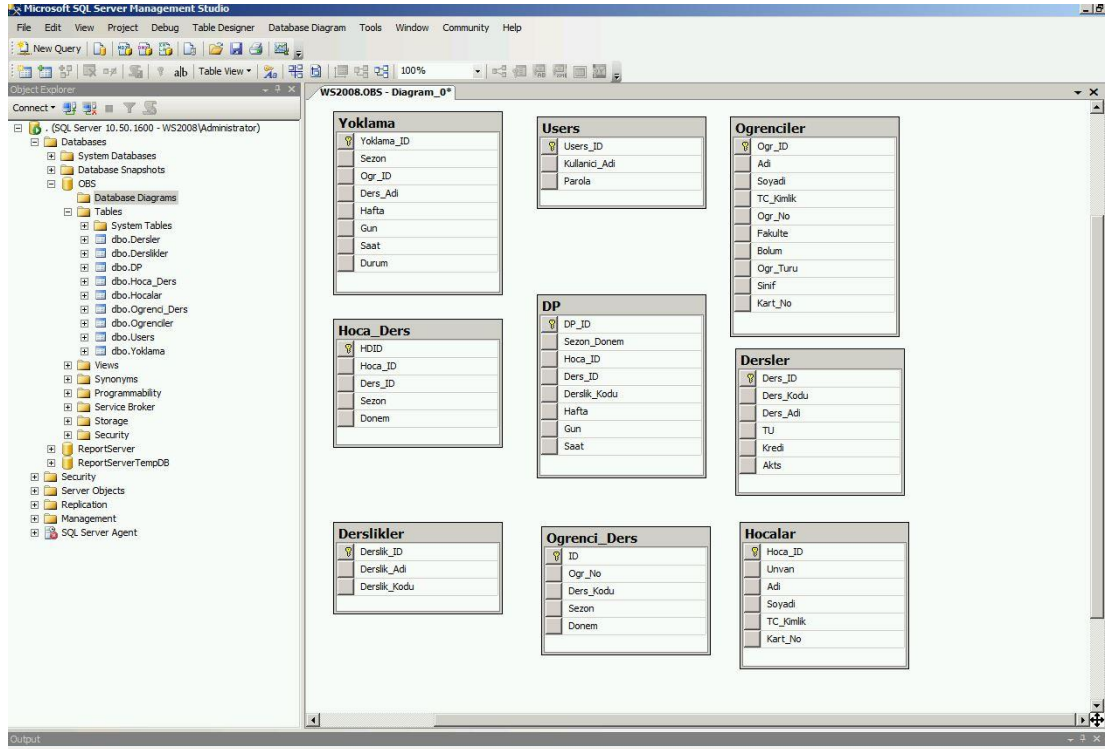 Microsoft SQL Server Management Studio
File Edit View Project Debug Table Designer Database Diagram Tools Window Community Help
New Query
alb Table View 100%
Object Explorer
WS2008.OBS - Diagram_0*
Connect
. (SQL Server 10.50.1600 - WS2008\Administrator)
Databases
System Databases
Database Snapshots
OBS
Database Diagrams
Tables
System Tables
dbo.Dersler
dbo.Derslikler
dbo.DP
dbo.Hoca_Ders
dbo.Hocalar
dbo.Ogrenci_Ders
dbo.Ogrenciler
dbo.Users
dbo.Yoklama
Views
Synonyms
Programmability
Service Broker
Storage
Security
ReportServer
ReportServerTempDB
Security
Server Objects
Replication
Management
SQL Server Agent
Yoklama
Yoklama_ID
Sezon
Ogr_ID
Ders_Adi
Hafta
Gun
Saat
Durum
Users
Users_ID
Kullanici_Adi
Parola
Ogrenciler
Ogr_ID
Adi
Soyadi
TC_Kimlik
Ogr_No
Fakulte
Bolum
Ogr_Turu
Sinif
Kart_No
Hoca_Ders
HDID
Hoca_ID
Ders_ID
Sezon
Donem
DP
DP_ID
Sezon_Donem
Hoca_ID
Ders_ID
Derslik_Kodu
Hafta
Gun
Saat
Dersler
Ders_ID
Ders_Kodu
Ders_Adi
TU
Kredi
Akts
Derslikler
Derslik_ID
Derslik_Adi
Derslik_Kodu
Ogrenci_Ders
ID
Ogr_No
Ders_Kodu
Sezon
Donem
Hocalar
Hoca_ID
Unvan
Adi
Soyadi
TC_Kimlik
Kart_No
Output